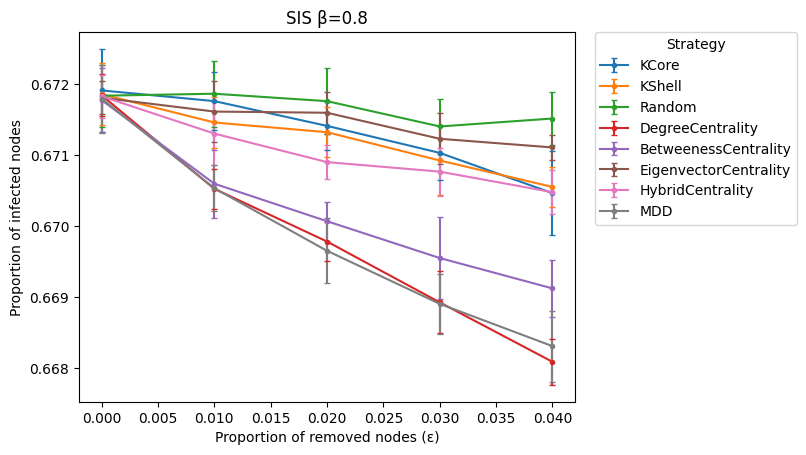 SIS β=0.8
Proportion of infected nodes
0.672
0.671
0.670
0.669
0.668
0.000 0.005 0.010 0.015 0.020 0.025 0.030 0.035 0.040
Proportion of removed nodes (ε)
Strategy
KCore
KShell
Random
DegreeCentrality
BetweenessCentrality
EigenvectorCentrality
HybridCentrality
MDD